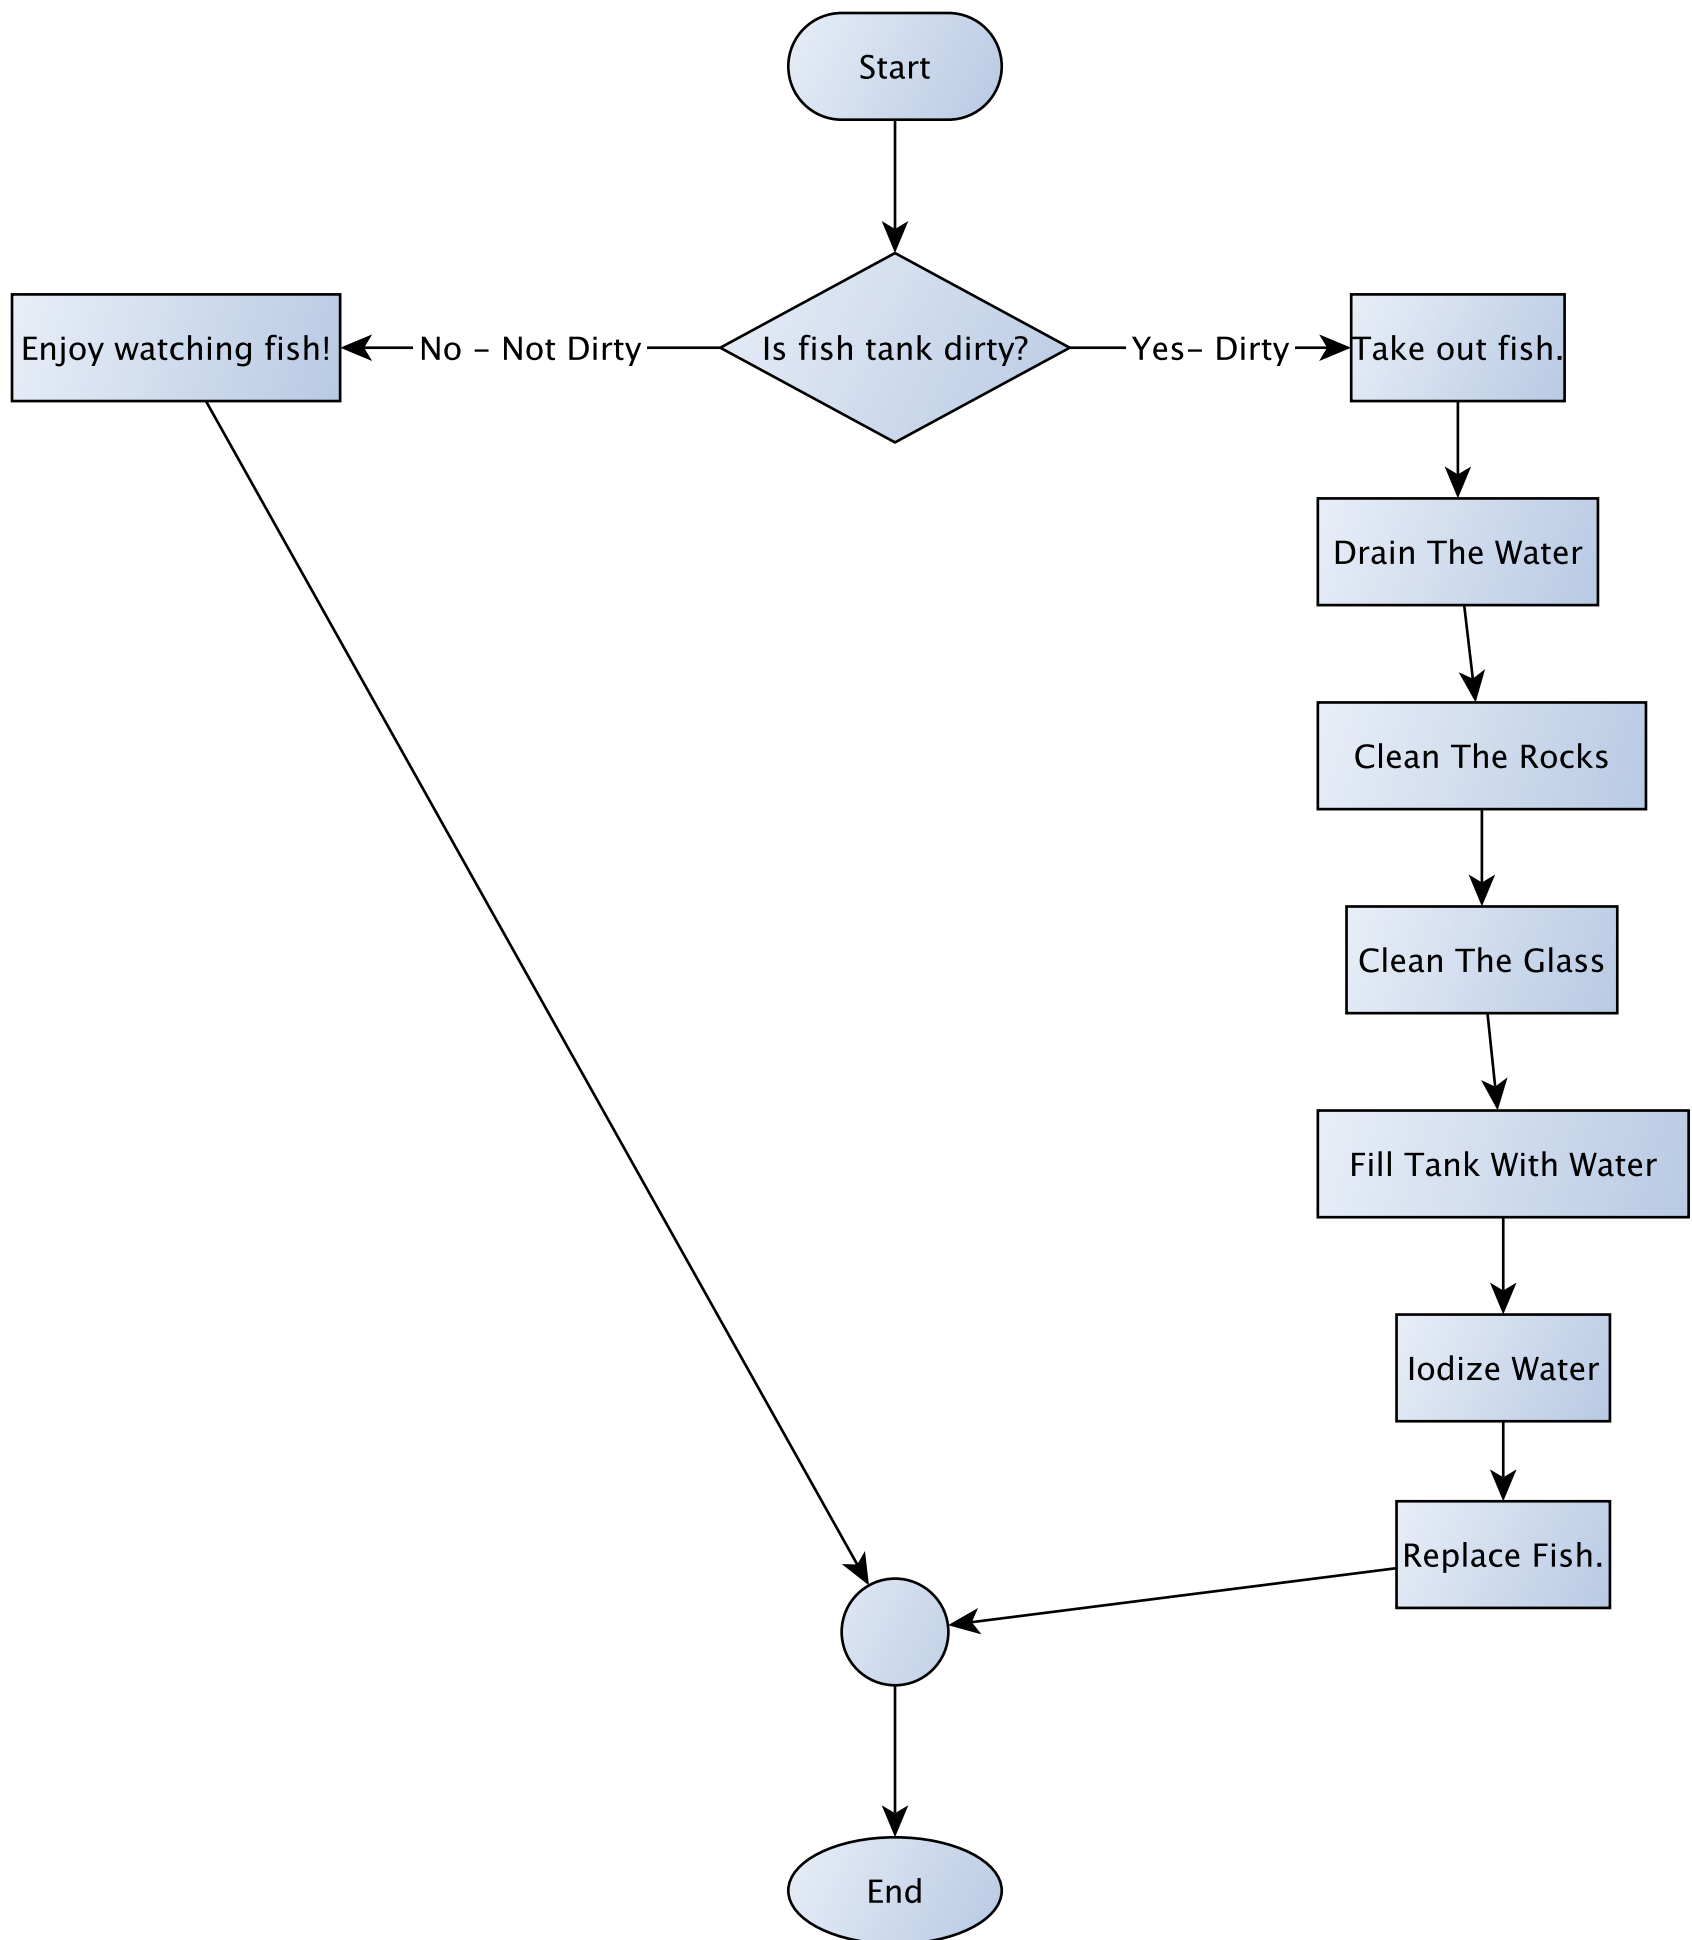 Start
Is fish tank dirty?
No - Not Dirty
Enjoy watching fish!
Yes- Dirty
Take out fish.
Drain The Water
Clean The Rocks
Clean The Glass
Fill Tank With Water
Iodize Water
Replace Fish.
End